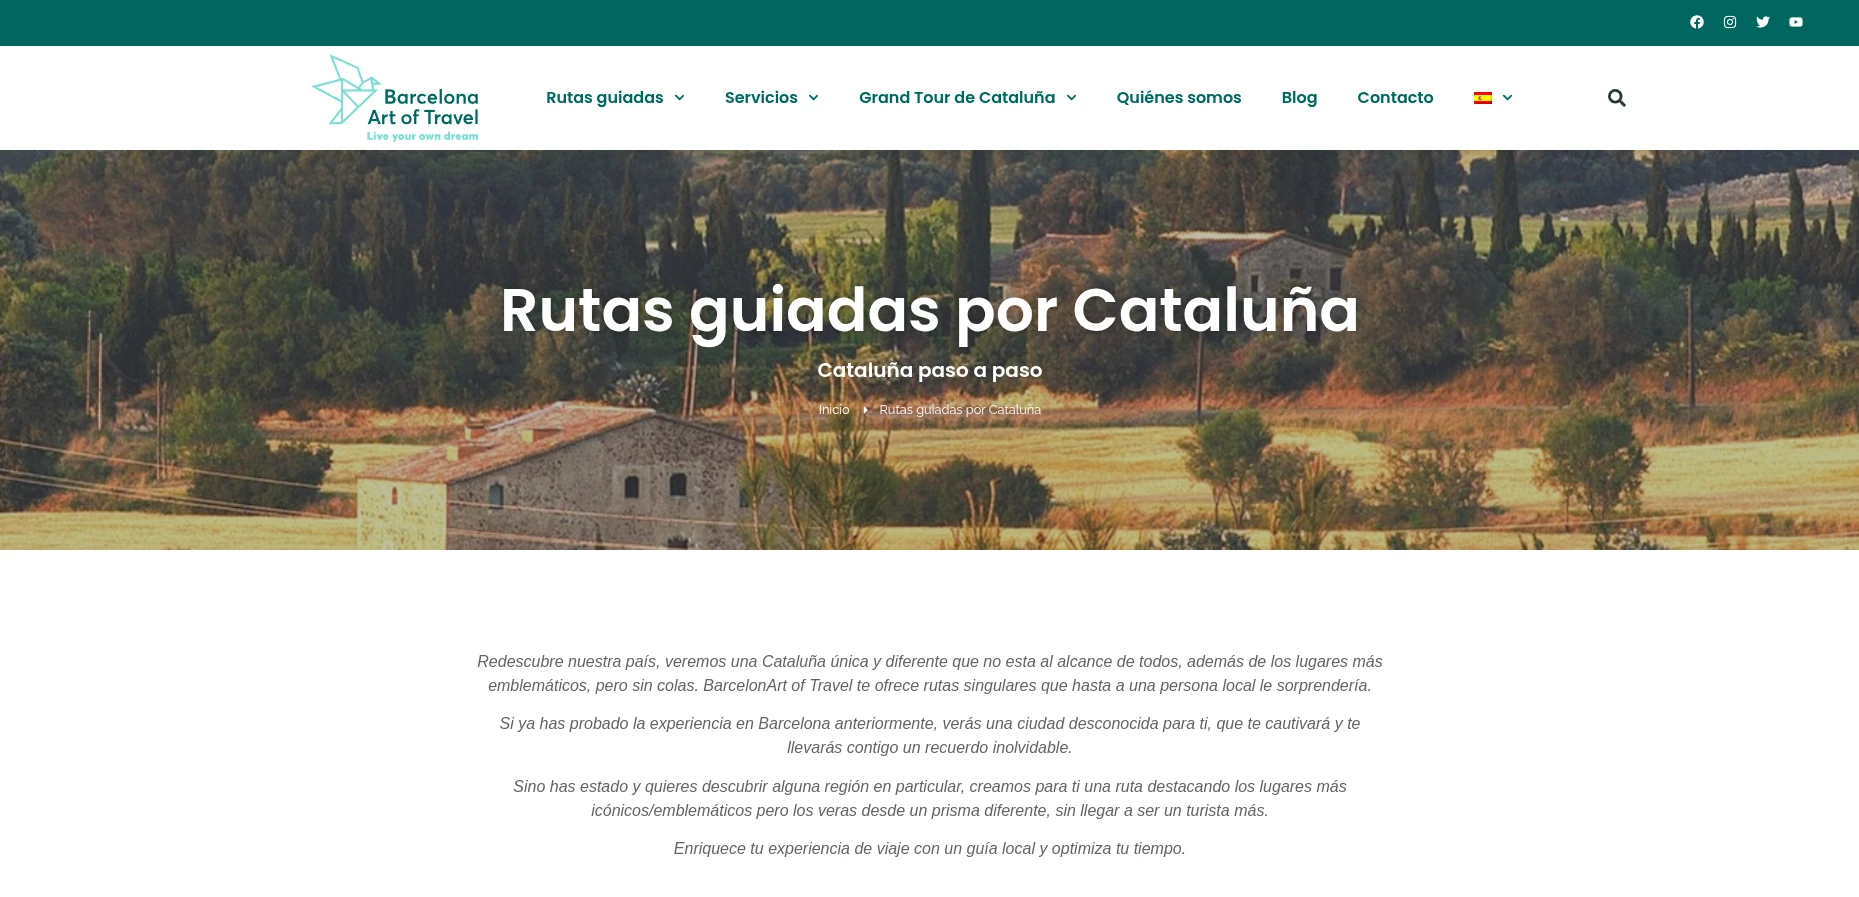 Barcelona
Art of Travel
Live your own dream
Rutas guiadas
Servicios
Grand Tour de Cataluña
Quiénes somos
Blog
Contacto
Rutas guiadas por Cataluña
Cataluña paso a paso
Inicio Rutas guiadas por Cataluña
Redescubre nuestra país, veremos una Cataluña única y diferente que no esta al alcance de todos, además de los lugares más
emblemáticos, pero sin colas. BarcelonArt of Travel te ofrece rutas singulares que hasta a una persona local le sorprendería.
Si ya has probado la experiencia en Barcelona anteriormente, verás una ciudad desconocida para ti, que te cautivará y te
llevarás contigo un recuerdo inolvidable.
Sino has estado y quieres descubrir alguna región en particular, creamos para ti una ruta destacando los lugares más
icónicos/emblemáticos pero los veras desde un prisma diferente, sin llegar a ser un turista más.
Enriquece tu experiencia de viaje con un guía local y optimiza tu tiempo.